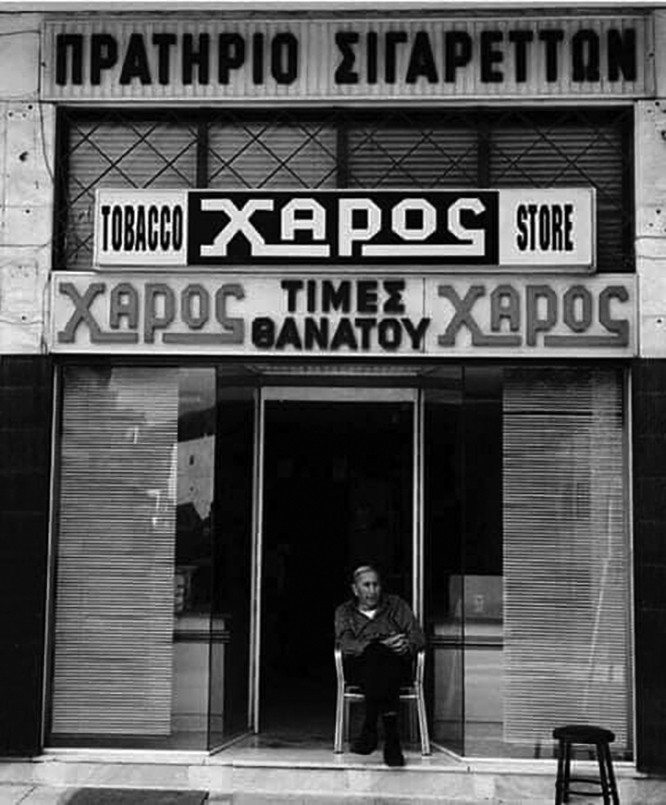 ΠΡΑΤΗΡΙΟ ΣΙΓΑΡΕΤΤΩΝ
TOBACCO ΧΑΡΟΣ STORE
ΧΑΡΟΣ ΤΙΜΕΣ ΘΑΝΑΤΟΥ ΧΑΡΟΣ